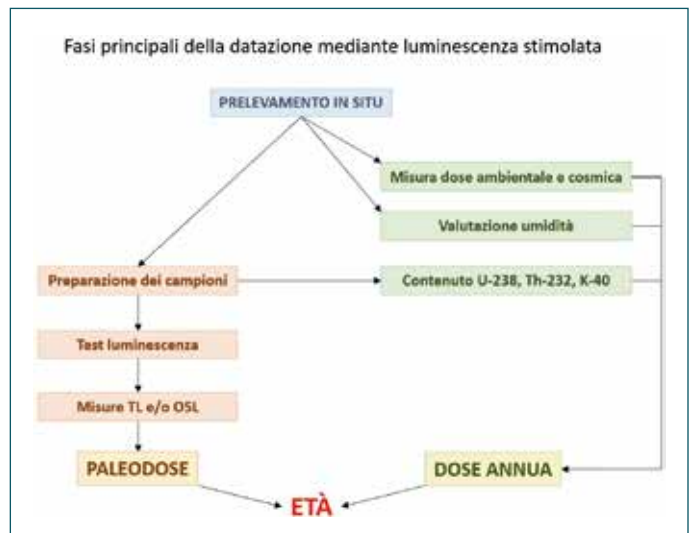 Fasi principali della datazione mediante luminescenza stimolata
PRELEVAMENTO IN SITU
Misura dose ambientale e cosmica
Valutazione umidità
Preparazione dei campioni
Contenuto U-238, Th-232, K-40
Test luminescenza
Misure TL e/o OSL
PALEODOSE
DOSE ANNUA
ETÀ